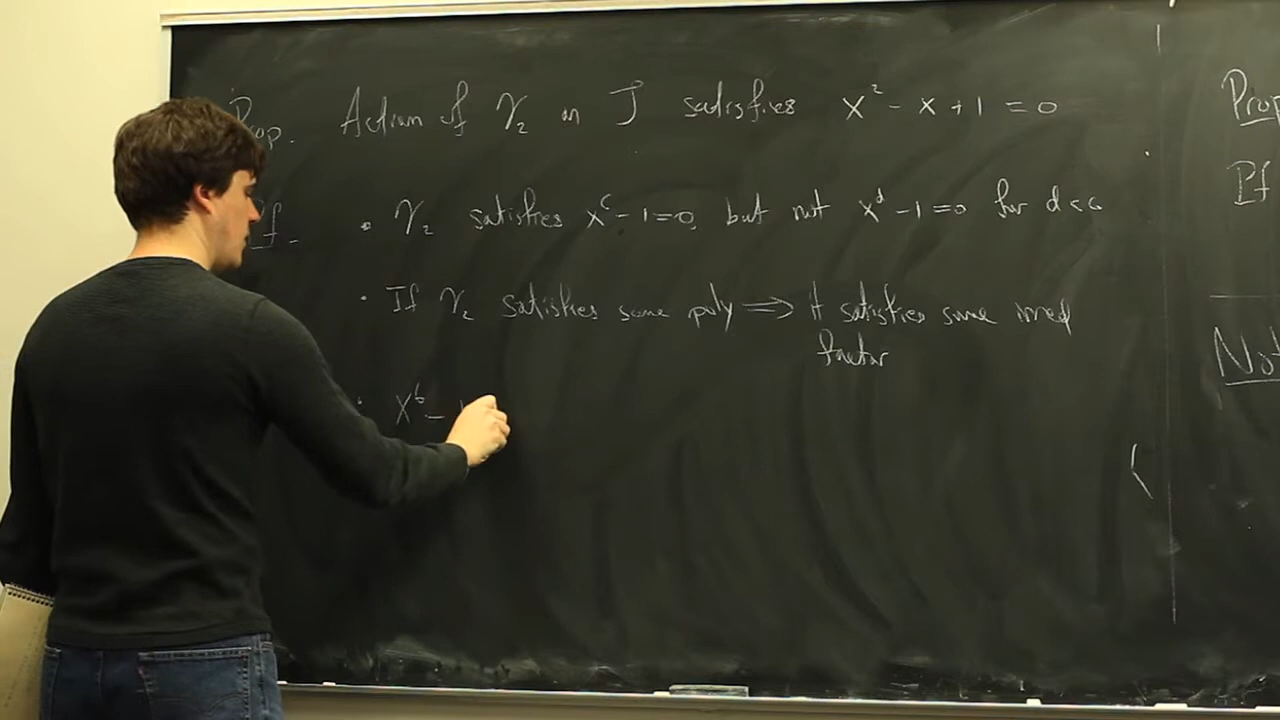 Prop. Action of γ₂ on J satisfies x² - x + 1 = 0
Pf. • γ₂ satisfies x⁶ - 1 = 0, but not x^d - 1 = 0 for d < 6
• If γ₂ satisfies some poly ⟹ it satisfies some irred
factor
• x⁶ -
Prop
Pf
Not